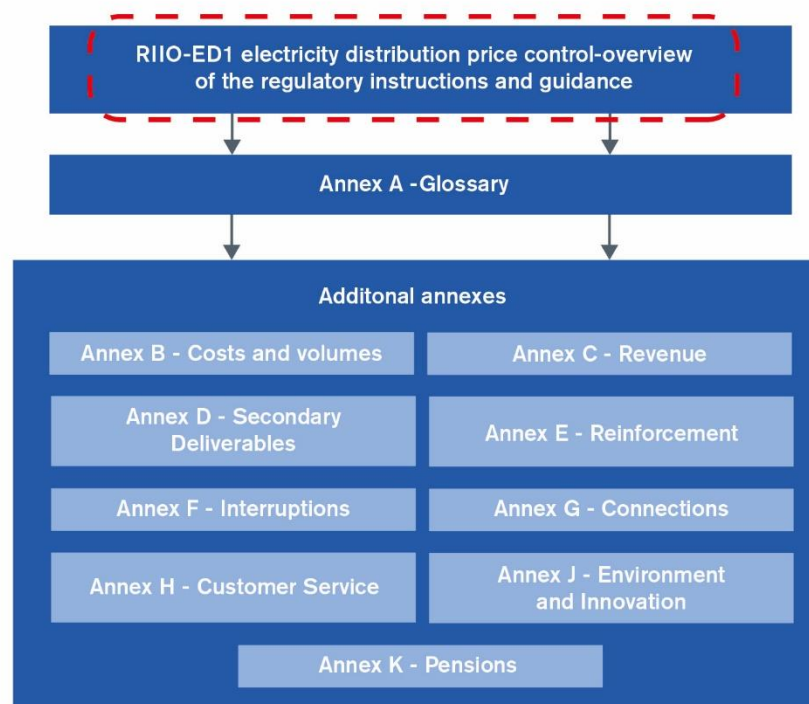 RIIO-ED1 electricity distribution price control-overview
of the regulatory instructions and guidance
Annex A -Glossary
Additonal annexes
Annex B - Costs and volumes
Annex C - Revenue
Annex D - Secondary
Deliverables
Annex E - Reinforcement
Annex F - Interruptions
Annex G - Connections
Annex H - Customer Service
Annex J - Environment
and Innovation
Annex K - Pensions